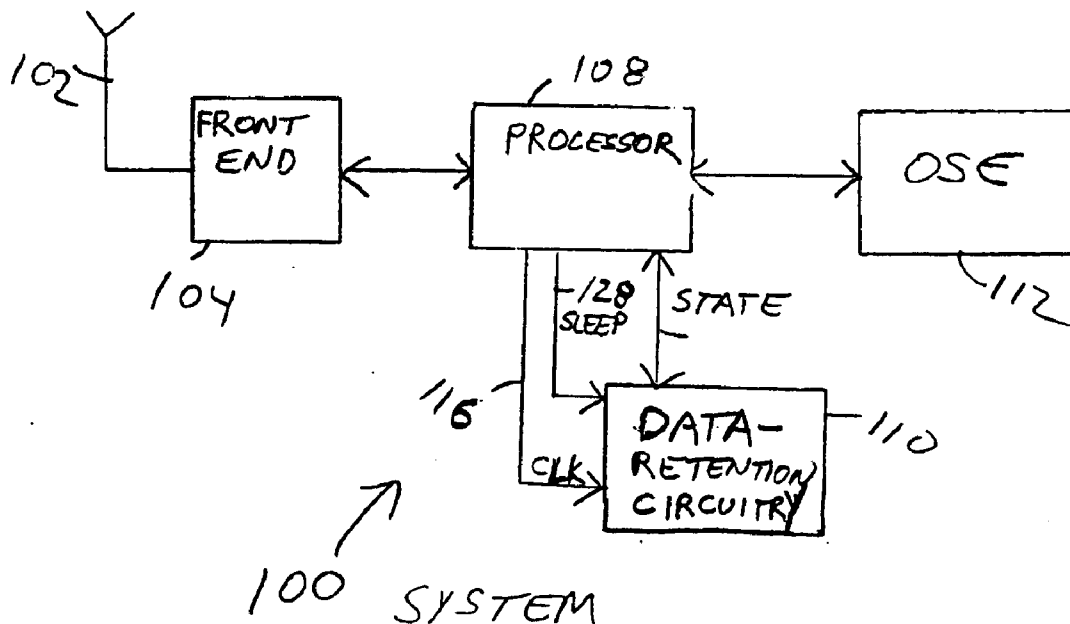 102
FRONT
END
104
108
PROCESSOR
OSE
112
128
SLEEP
STATE
116
CLK
DATA-
RETENTION
CIRCUITRY
110
100
SYSTEM